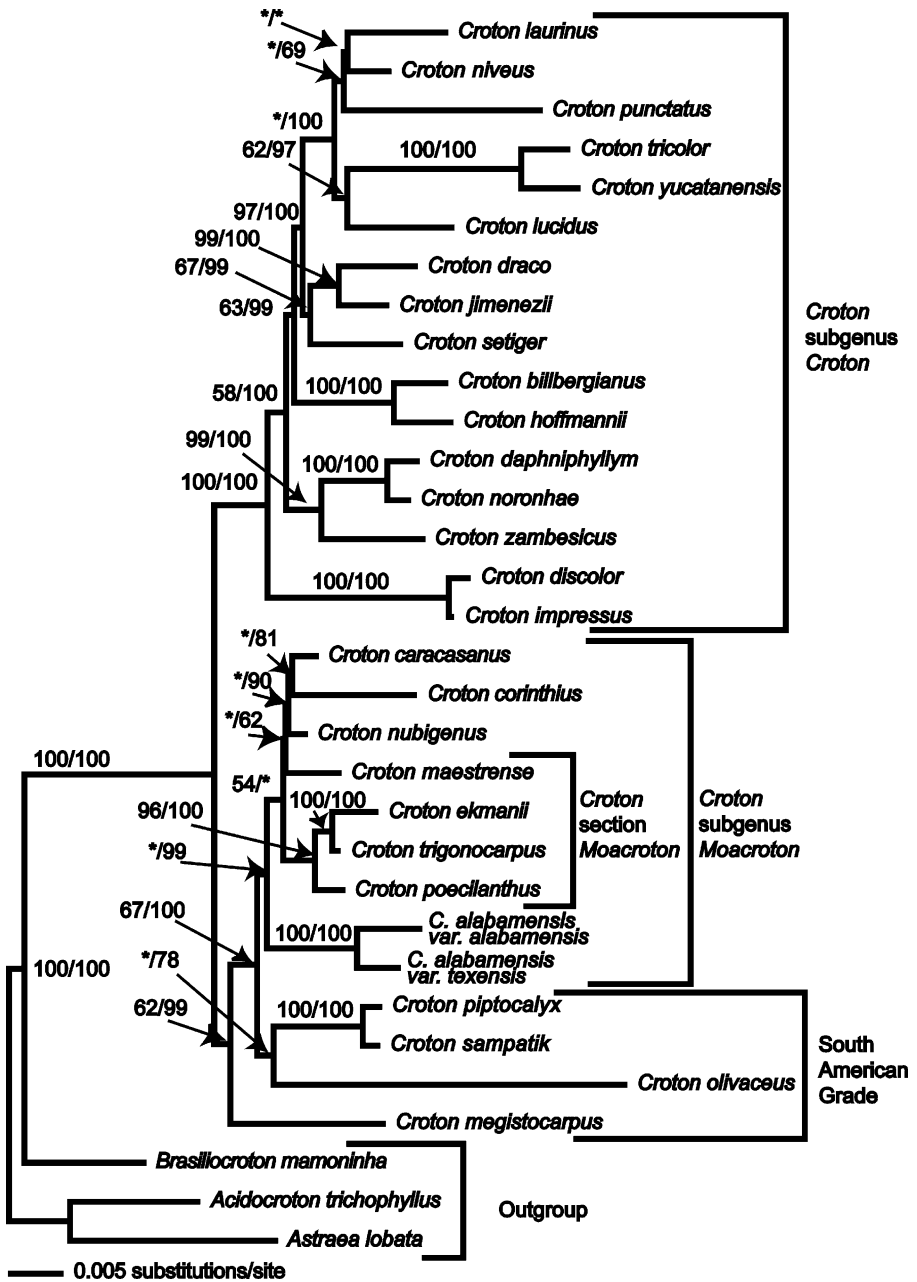 */*
Croton laurinus
*/69
Croton niveus
Croton punctatus
*/100
62/97
100/100
Croton tricolor
Croton yucatanensis
97/100
Croton lucidus
99/100
67/99
Croton draco
63/99
Croton jimenezii
Croton setiger
Croton
subgenus
Croton
58/100
100/100
Croton billbergianus
Croton hoffmannii
99/100
100/100
100/100
Croton daphniphyllym
Croton noronhae
Croton zambesicus
100/100
Croton discolor
Croton impressus
*/81
Croton caracasanus
*/90
Croton corinthius
*/62
Croton nubigenus
100/100
54/*
Croton maestrense
96/100
100/100
Croton ekmanii
Croton trigonocarpus
Croton poecilanthus
Croton
section
Moacroton
Croton
subgenus
Moacroton
*/99
67/100
100/100
C. alabamensis
var. alabamensis
C. alabamensis
var. texensis
*/78
100/100
62/99
100/100
Croton piptocalyx
Croton sampatik
Croton olivaceus
Croton megistocarpus
South
American
Grade
Brasiliocroton mamoninha
Acidocroton trichophyllus
Astraea lobata
Outgroup
0.005 substitutions/site